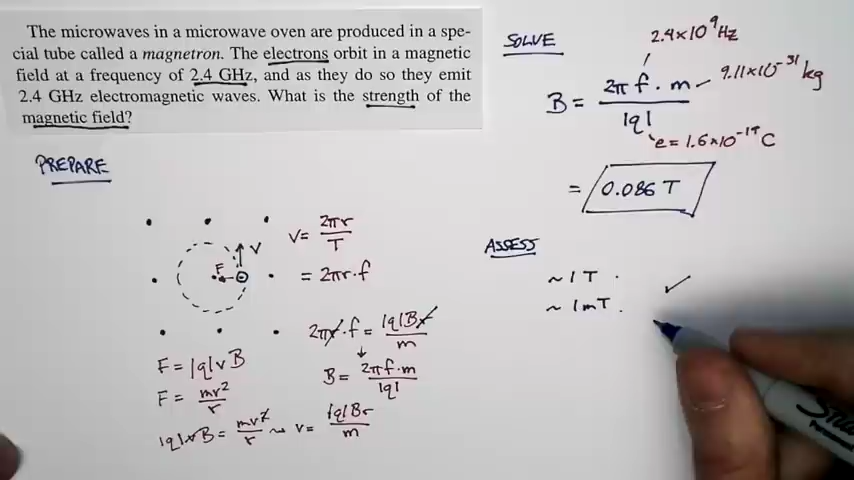 The microwaves in a microwave oven are produced in a spe-
cial tube called a magnetron. The electrons orbit in a magnetic
field at a frequency of 2.4 GHz, and as they do so they emit
2.4 GHz electromagnetic waves. What is the strength of the
magnetic field?
PREPARE
V
F
F = |q|vB
F = mv²/r
|q|vB = mv²/r ~> v = |q|Br/m
v = 2πr/T
= 2πr·f
2πr·f = |q|Br/m
↓
B = 2πf·m/|q|
SOLVE
2.4×10⁹Hz
B = 2πf·m/|q|
9.11×10⁻³¹ kg
e = 1.6×10⁻¹⁹ C
= 0.086 T
ASSESS
~ 1 T ✓
~ 1 mT